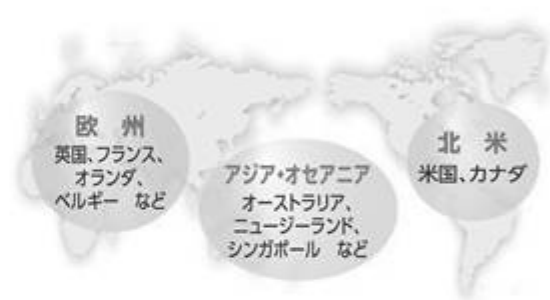 欧 州
英国、フランス、
オランダ、
ベルギー など
アジア・オセアニア
オーストラリア、
ニュージーランド、
シンガポール など
北 米
米国、カナダ